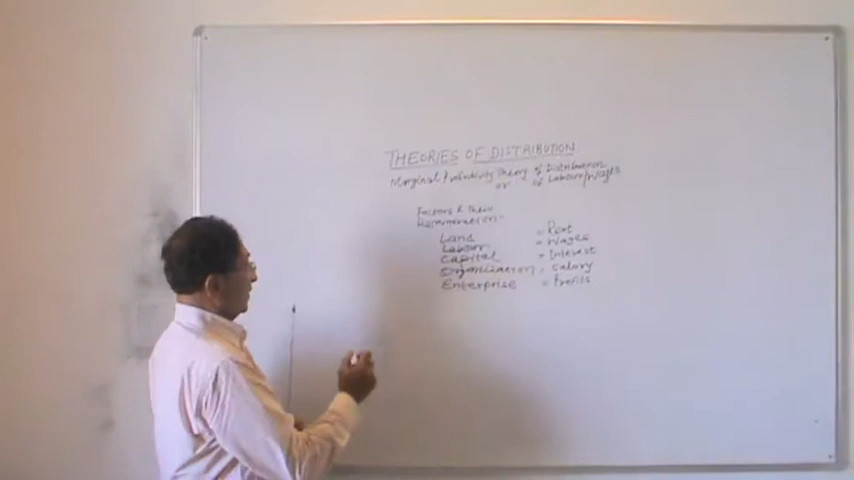 THEORIES OF DISTRIBUTION
Marginal Productivity Theory of Distribution
or of Labour/Wages
Factors & Their
Remuneration:-
Land = Rent
Labour = Wages
Capital = Interest
Organization = Salary
Enterprise = Profits